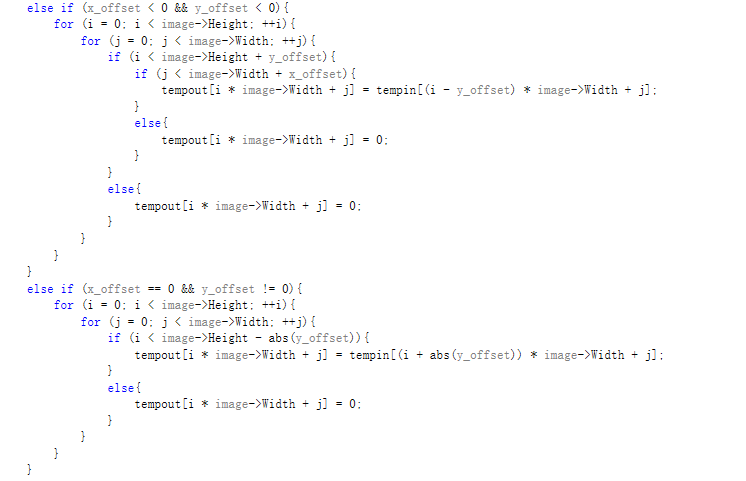 else if (x_offset < 0 && y_offset < 0){
    for (i = 0; i < image->Height; ++i){
        for (j = 0; j < image->Width; ++j){
            if (i < image->Height + y_offset){
                if (j < image->Width + x_offset){
                    tempout[i * image->Width + j] = tempin[(i - y_offset) * image->Width + j];
                }
                else{
                    tempout[i * image->Width + j] = 0;
                }
            }
            else{
                tempout[i * image->Width + j] = 0;
            }
        }
    }
}
else if (x_offset == 0 && y_offset != 0){
    for (i = 0; i < image->Height; ++i){
        for (j = 0; j < image->Width; ++j){
            if (i < image->Height - abs(y_offset)){
                tempout[i * image->Width + j] = tempin[(i + abs(y_offset)) * image->Width + j];
            }
            else{
                tempout[i * image->Width + j] = 0;
            }
        }
    }
}